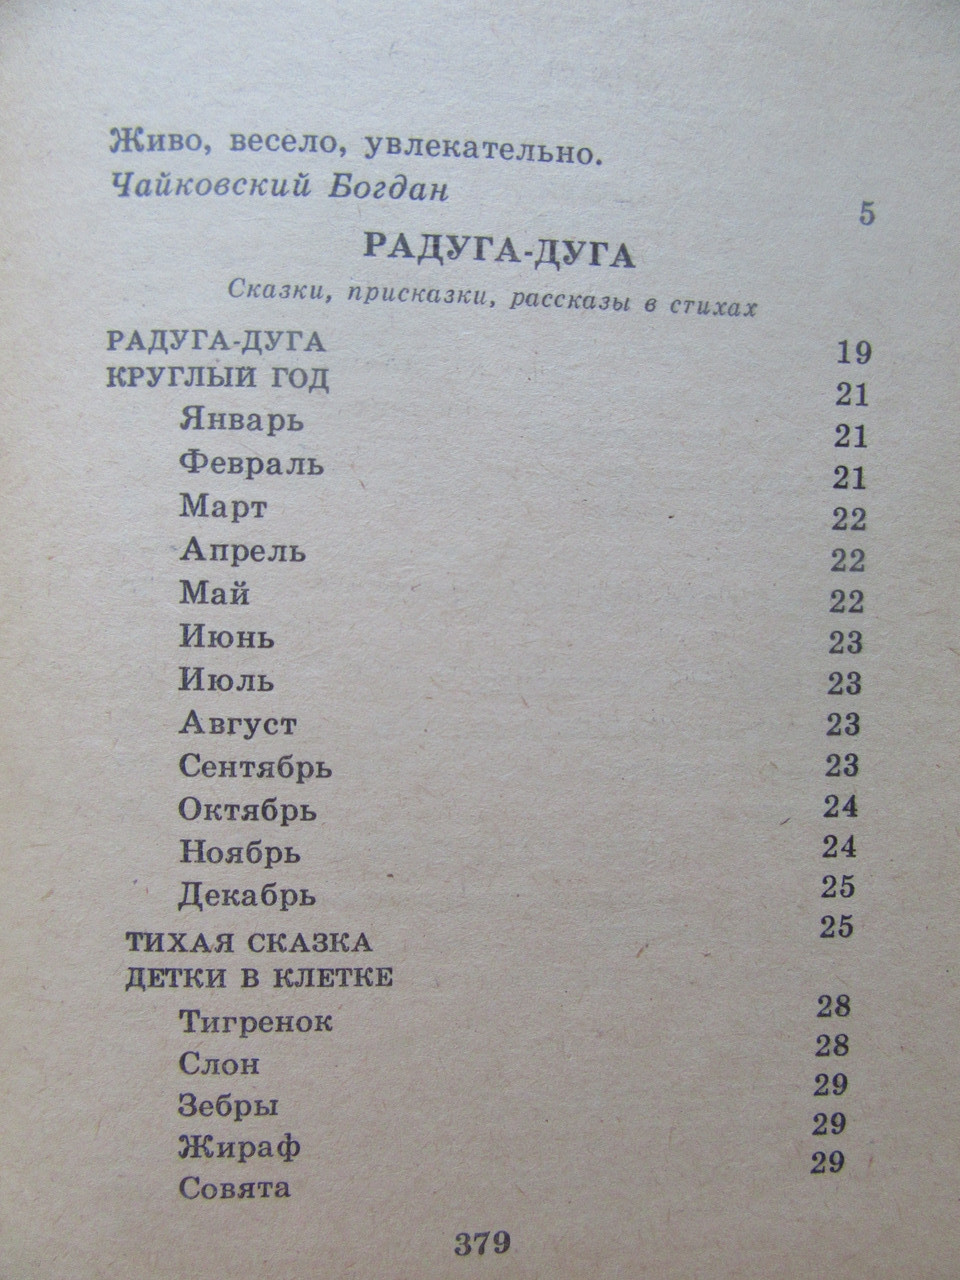 Живо, весело, увлекательно.
Чайковский Богдан 5
РАДУГА-ДУГА
Сказки, присказки, рассказы в стихах
РАДУГА-ДУГА 19
КРУГЛЫЙ ГОД 21
Январь 21
Февраль 21
Март 22
Апрель 22
Май 22
Июнь 23
Июль 23
Август 23
Сентябрь 23
Октябрь 24
Ноябрь 24
Декабрь 25
ТИХАЯ СКАЗКА 25
ДЕТКИ В КЛЕТКЕ
Тигренок 28
Слон 28
Зебры 29
Жираф 29
Совята 29
379